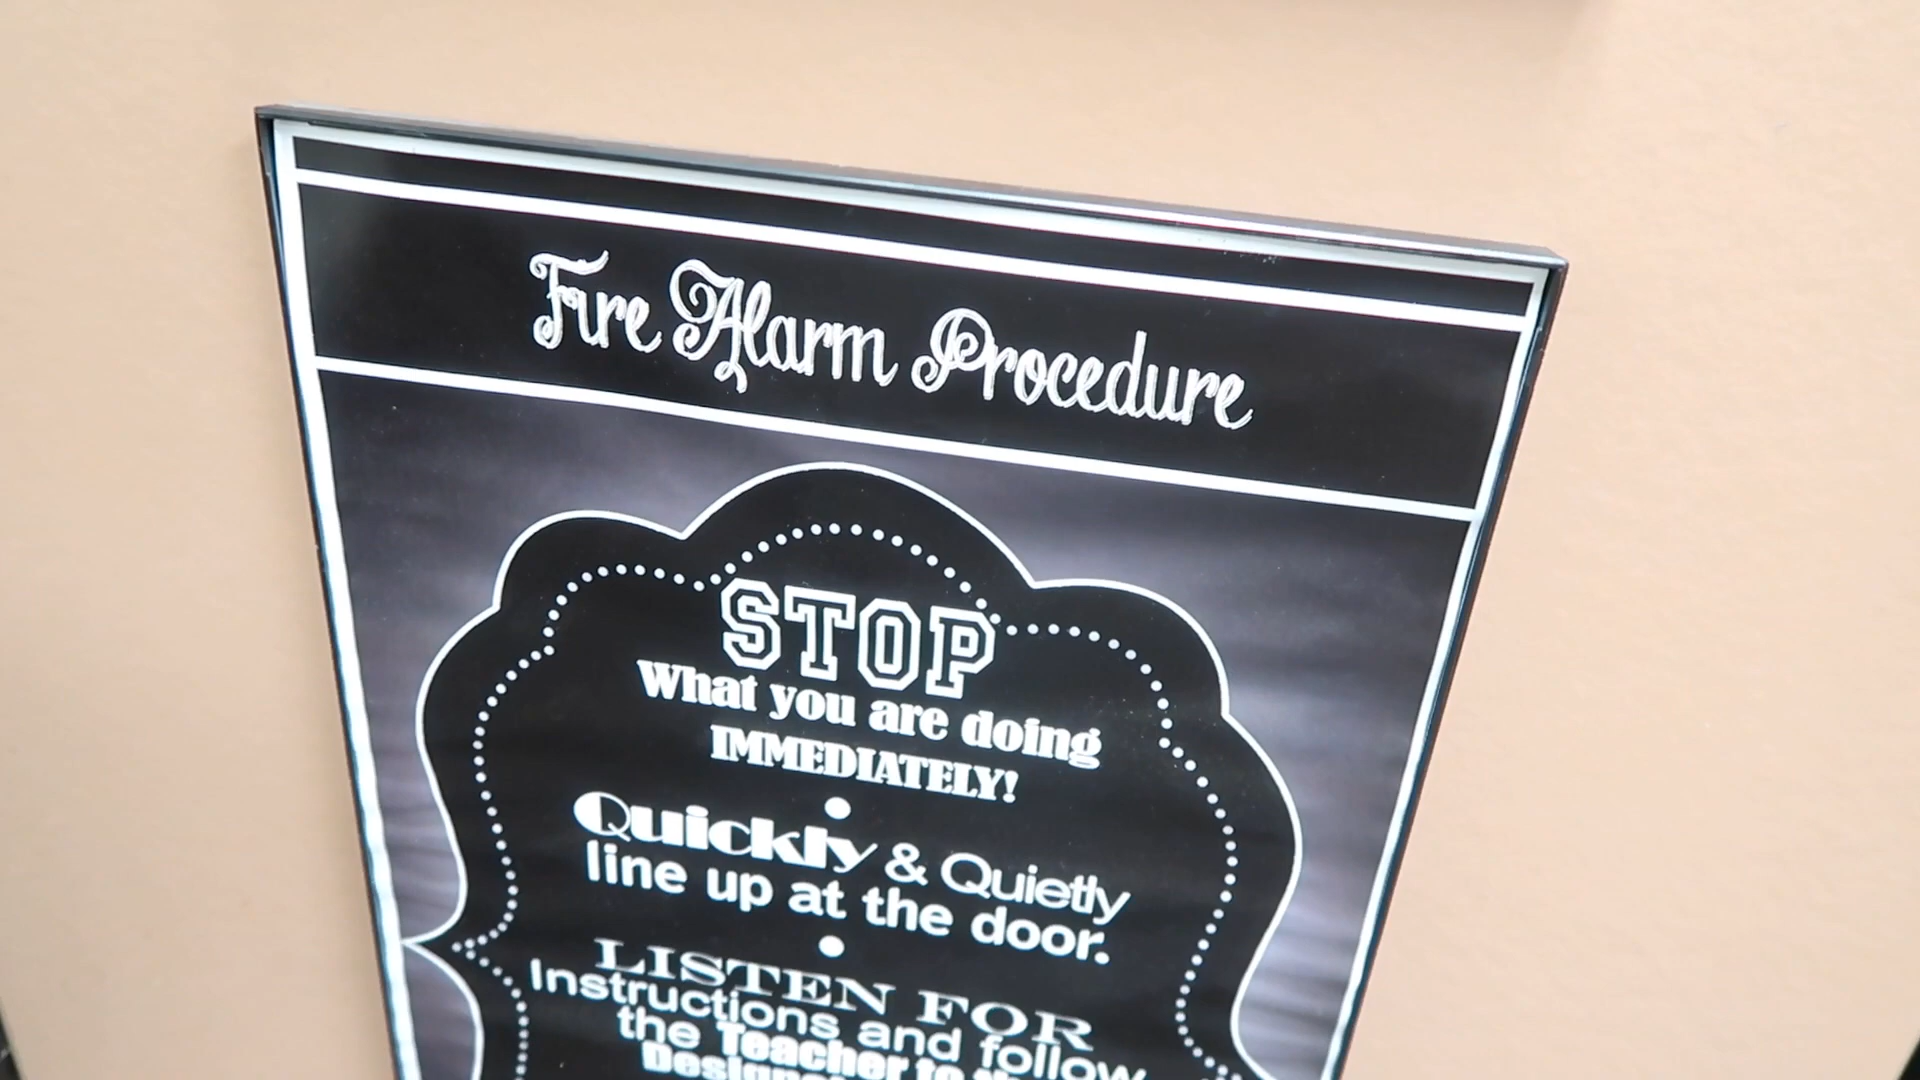 Fire Alarm Procedure
STOP
What you are doing
IMMEDIATELY!
Quickly & Quietly
line up at the door.
LISTEN FOR
Instructions and follow
the Teacher to